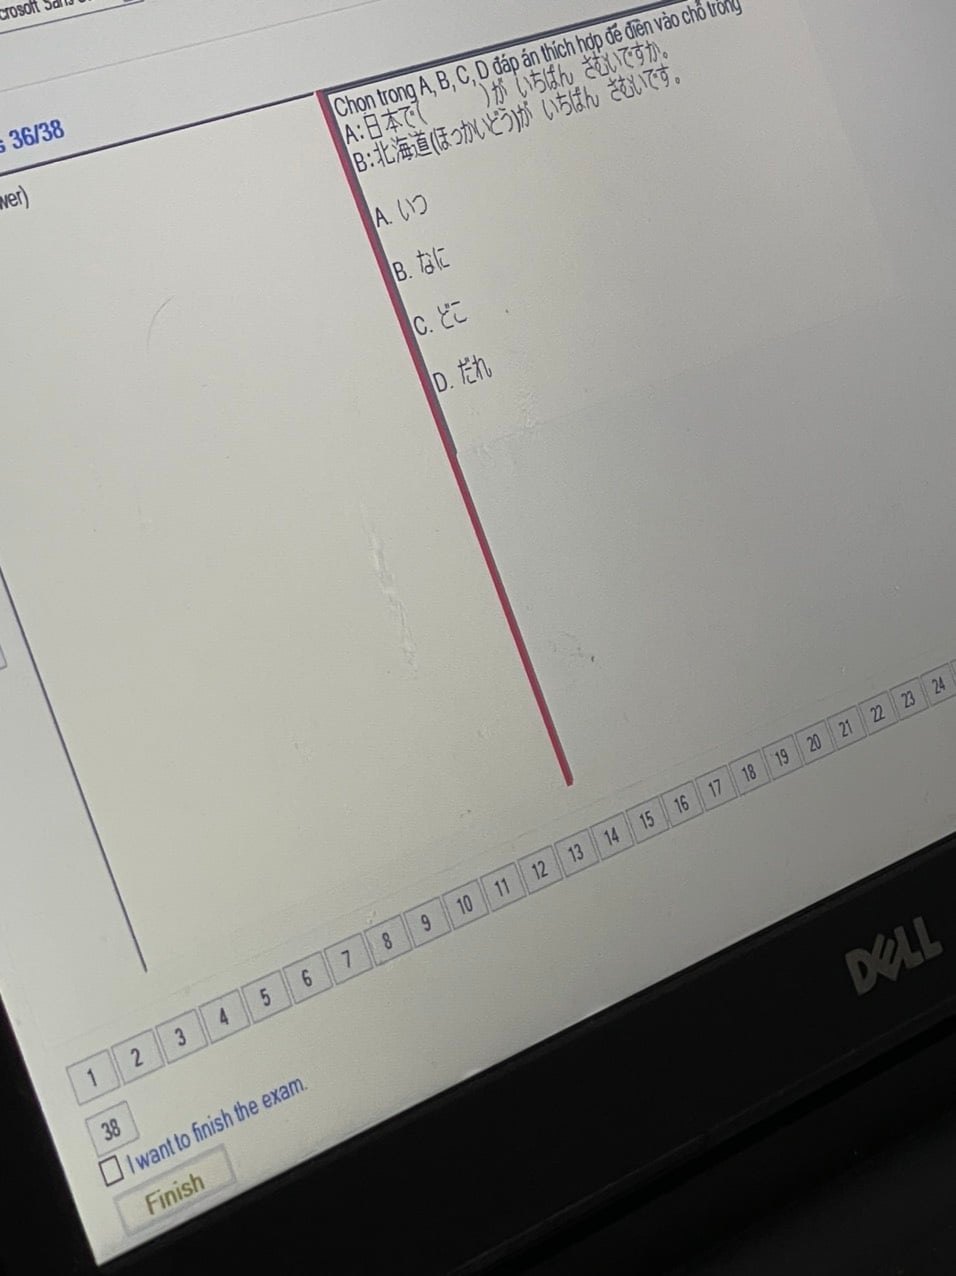 36/38
Chọn trong A, B, C, D đáp án thích hợp để điền vào chỗ trống
A:日本で(      )が いちばん さむいですか。
B:北海道(ほっかいどう)が いちばん さむいです。
A. いつ
B. なに
C. どこ
D. だれ
1 2 3 4 5 6 7 8 9 10 11 12 13 14 15 16 17 18 19 20 21 22 23 24
38
I want to finish the exam.
Finish
DELL